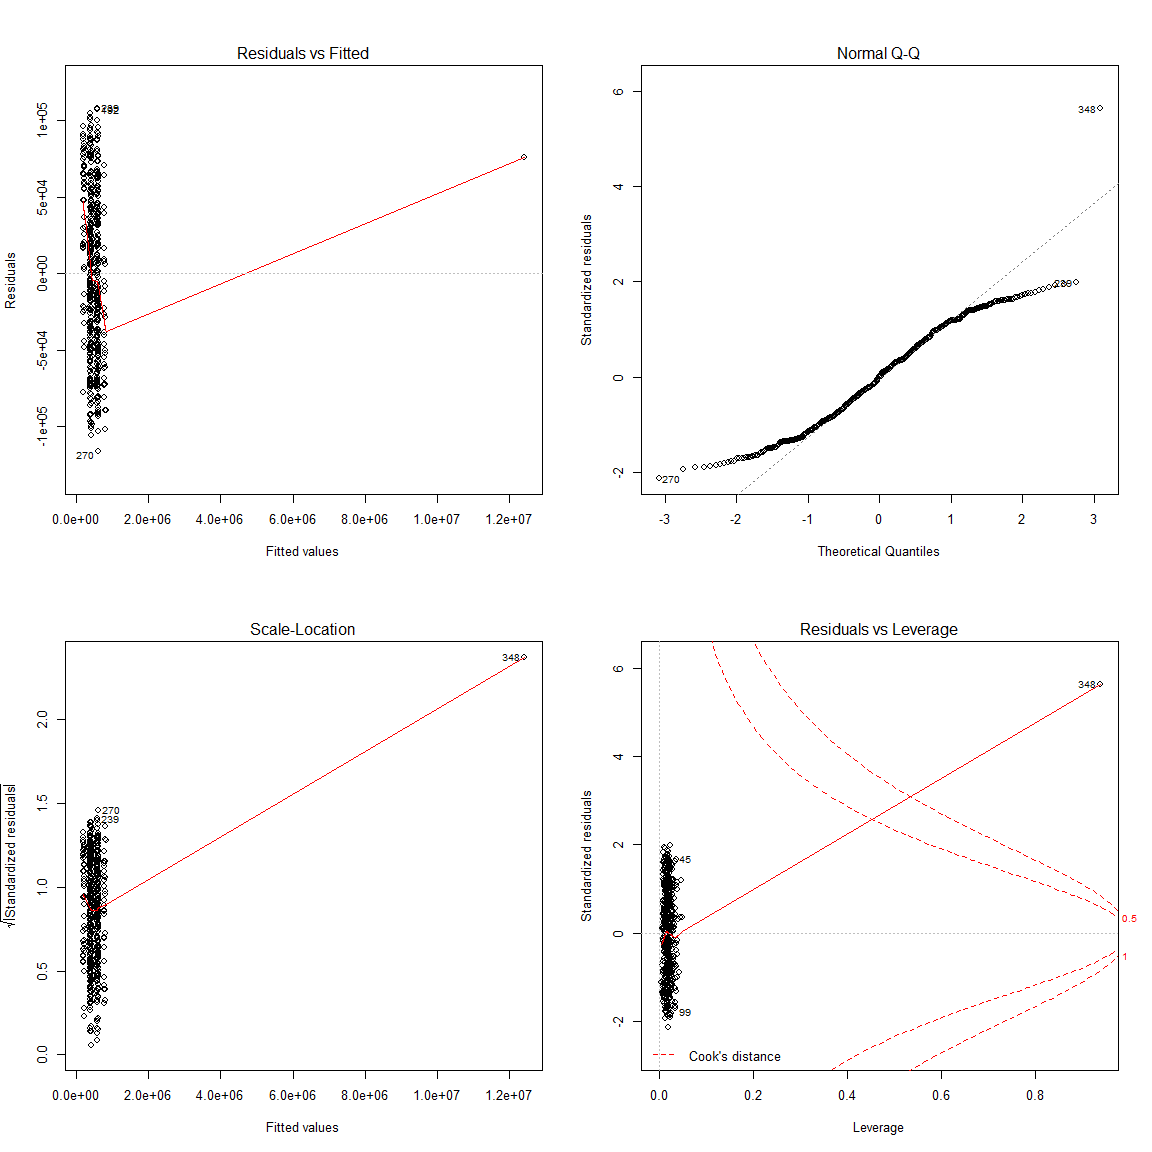 Residuals vs Fitted
Residuals
1e+05
5e+04
0e+00
-5e+04
-1e+05
270
0.0e+00 2.0e+06 4.0e+06 6.0e+06 8.0e+06 1.0e+07 1.2e+07
Fitted values
Normal Q-Q
Standardized residuals
6
4
2
0
-2
348
270
-3 -2 -1 0 1 2 3
Theoretical Quantiles
Scale-Location
√|Standardized residuals|
2.0
1.5
1.0
0.5
0.0
348
270
239
0.0e+00 2.0e+06 4.0e+06 6.0e+06 8.0e+06 1.0e+07 1.2e+07
Fitted values
Residuals vs Leverage
Standardized residuals
6
4
2
0
-2
348
45
99
0.5
1
Cook's distance
0.0 0.2 0.4 0.6 0.8
Leverage